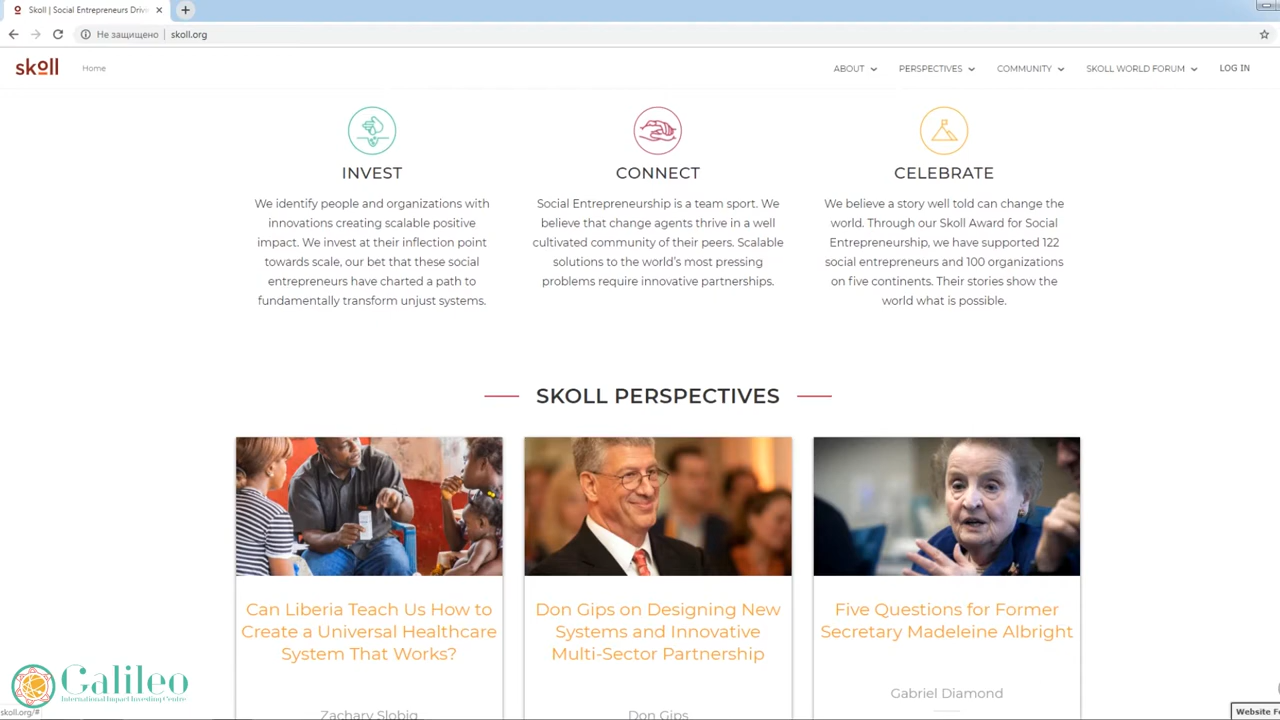 Skoll | Social Entrepreneurs Driv
Не защищено
skoll.org
skoll
Home
ABOUT
PERSPECTIVES
COMMUNITY
SKOLL WORLD FORUM
LOG IN
INVEST
We identify people and organizations with
innovations creating scalable positive
impact. We invest at their inflection point
towards scale, our bet that these social
entrepreneurs have charted a path to
fundamentally transform unjust systems.
CONNECT
Social Entrepreneurship is a team sport. We
believe that change agents thrive in a well
cultivated community of their peers. Scalable
solutions to the world's most pressing
problems require innovative partnerships.
CELEBRATE
We believe a story well told can change the
world. Through our Skoll Award for Social
Entrepreneurship, we have supported 122
social entrepreneurs and 100 organizations
on five continents. Their stories show the
world what is possible.
SKOLL PERSPECTIVES
Can Liberia Teach Us How to
Create a Universal Healthcare
System That Works?
Zachary Slobig
Don Gips on Designing New
Systems and Innovative
Multi-Sector Partnership
Don Gips
Five Questions for Former
Secretary Madeleine Albright
Gabriel Diamond
Galileo
International Impact Investing Centre
skoll.org/#
Website Fe